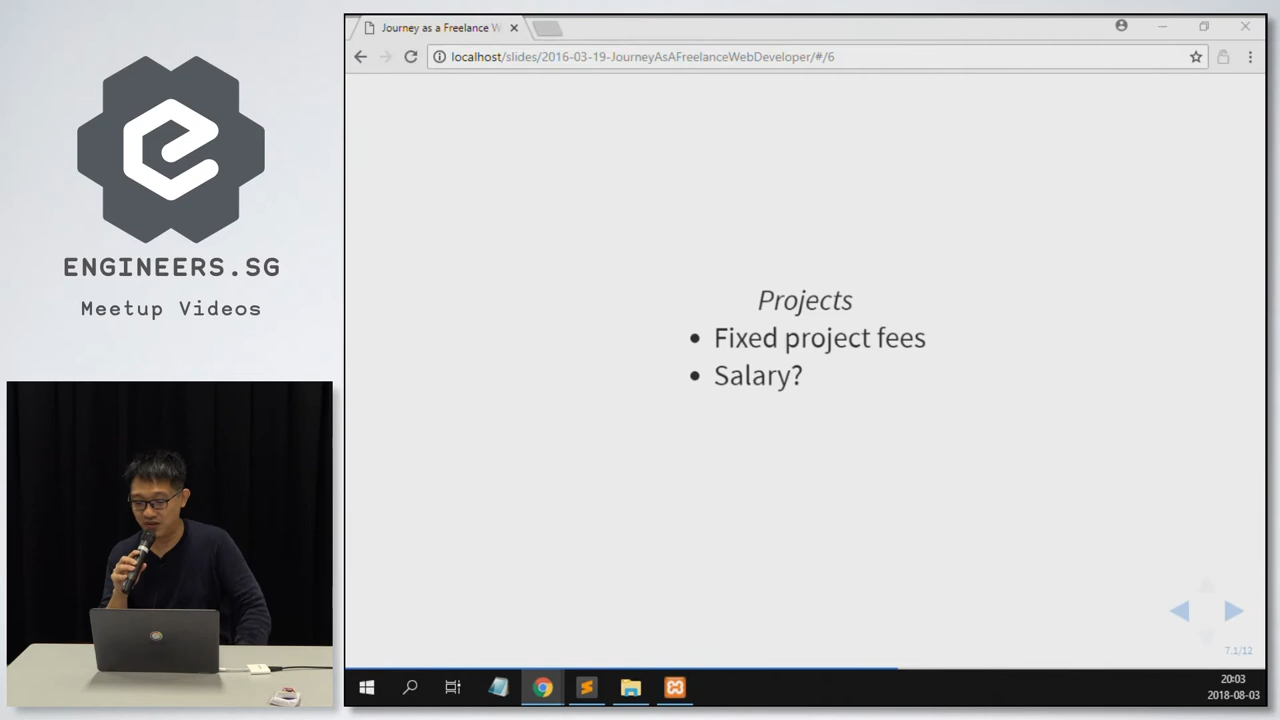 Journey as a Freelance W
localhost/slides/2016-03-19-JourneyAsAFreelanceWebDeveloper/#/6
ENGINEERS.SG
Meetup Videos
Projects
• Fixed project fees
• Salary?
7.1/12
20:03
2018-08-03